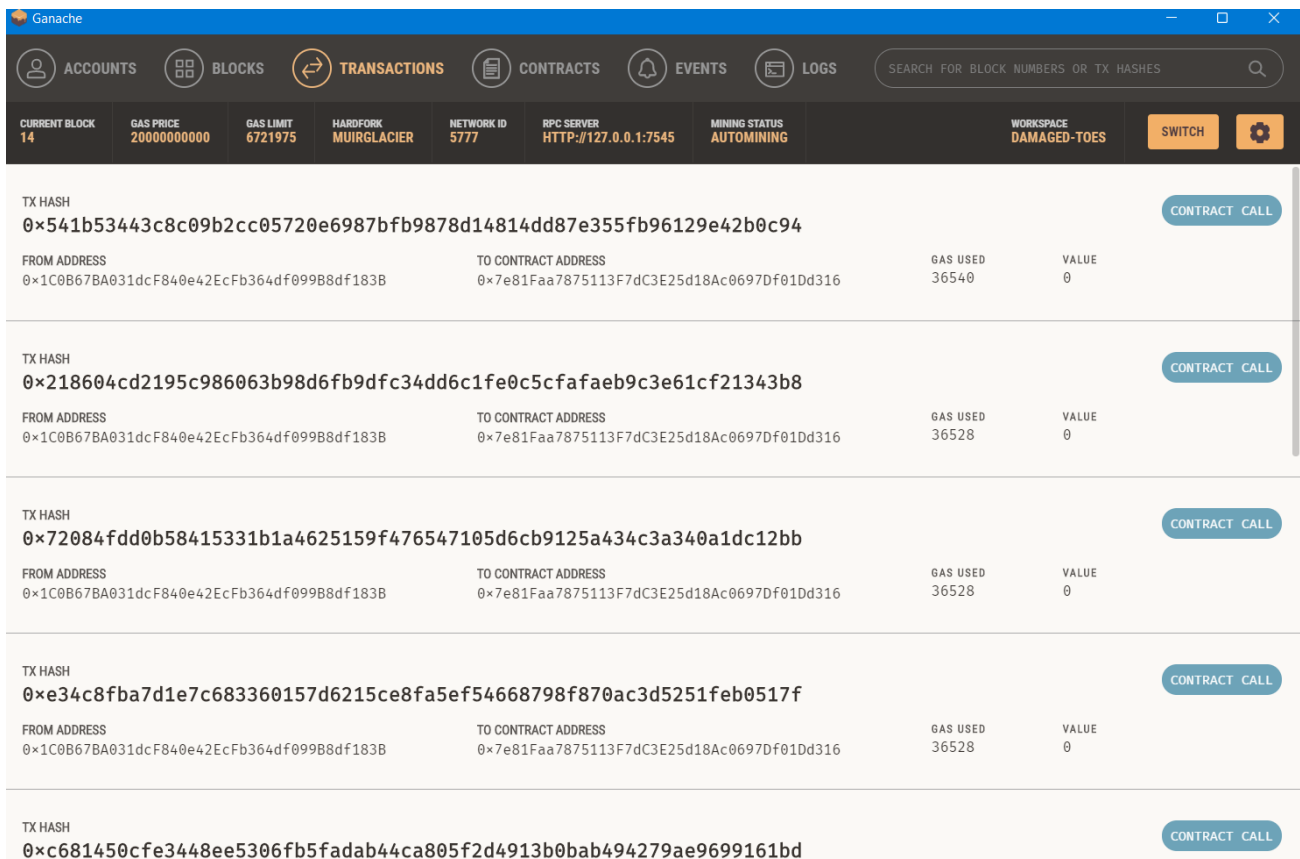 Ganache
ACCOUNTS BLOCKS TRANSACTIONS CONTRACTS EVENTS LOGS SEARCH FOR BLOCK NUMBERS OR TX HASHES
CURRENT BLOCK GAS PRICE GAS LIMIT HARDFORK NETWORK ID RPC SERVER MINING STATUS WORKSPACE
14 20000000000 6721975 MUIRGLACIER 5777 HTTP://127.0.0.1:7545 AUTOMINING DAMAGED-TOES SWITCH
TX HASH
0×541b53443c8c09b2cc05720e6987bfb9878d14814dd87e355fb96129e42b0c94 CONTRACT CALL
FROM ADDRESS TO CONTRACT ADDRESS GAS USED VALUE
0×1C0B67BA031dcF840e42EcFb364df099B8df183B 0×7e81Faa7875113F7dC3E25d18Ac0697Df01Dd316 36540 0
TX HASH
0×218604cd2195c986063b98d6fb9dfc34dd6c1fe0c5cfafaeb9c3e61cf21343b8 CONTRACT CALL
FROM ADDRESS TO CONTRACT ADDRESS GAS USED VALUE
0×1C0B67BA031dcF840e42EcFb364df099B8df183B 0×7e81Faa7875113F7dC3E25d18Ac0697Df01Dd316 36528 0
TX HASH
0×72084fdd0b58415331b1a4625159f476547105d6cb9125a434c3a340a1dc12bb CONTRACT CALL
FROM ADDRESS TO CONTRACT ADDRESS GAS USED VALUE
0×1C0B67BA031dcF840e42EcFb364df099B8df183B 0×7e81Faa7875113F7dC3E25d18Ac0697Df01Dd316 36528 0
TX HASH
0×e34c8fba7d1e7c683360157d6215ce8fa5ef54668798f870ac3d5251feb0517f CONTRACT CALL
FROM ADDRESS TO CONTRACT ADDRESS GAS USED VALUE
0×1C0B67BA031dcF840e42EcFb364df099B8df183B 0×7e81Faa7875113F7dC3E25d18Ac0697Df01Dd316 36528 0
TX HASH
0×c681450cfe3448ee5306fb5fadab44ca805f2d4913b0bab494279ae9699161bd CONTRACT CALL